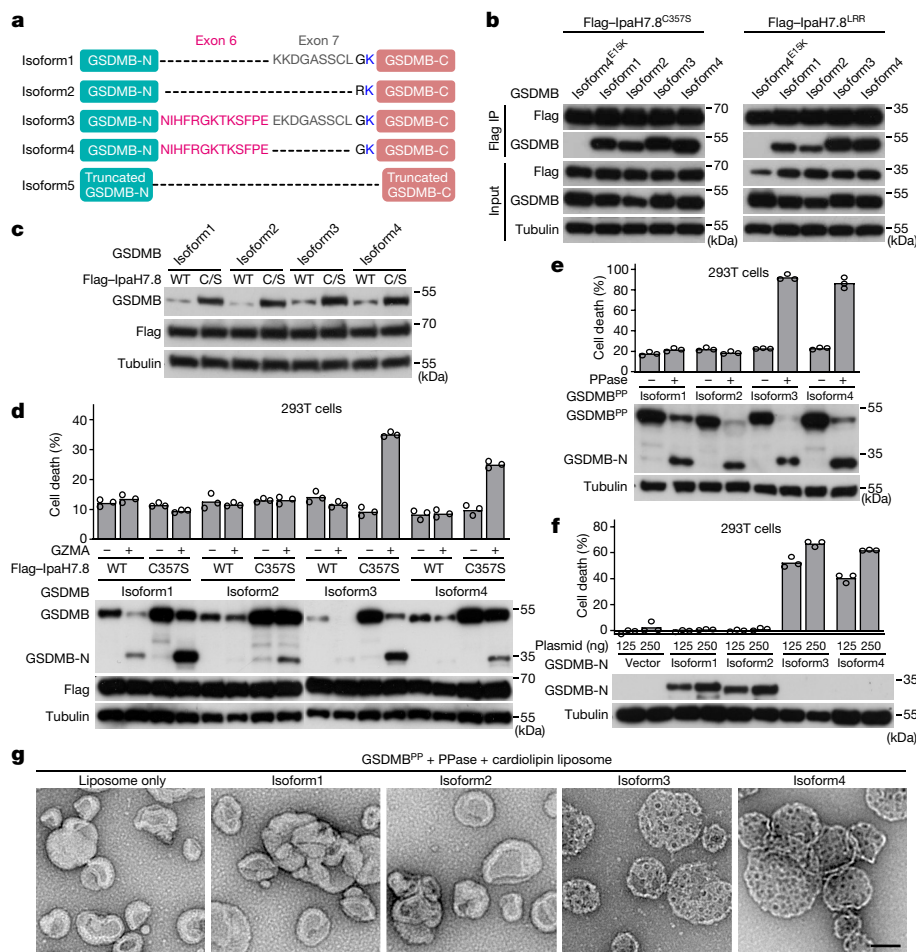 a
Exon 6 Exon 7
Isoform1 GSDMB-N KKDGASSCLGK GSDMB-C
Isoform2 GSDMB-N RK GSDMB-C
Isoform3 GSDMB-N NIHFRGKTKSFPE EKDGASSCLGK GSDMB-C
Isoform4 GSDMB-N NIHFRGKTKSFPE GK GSDMB-C
Isoform5 Truncated GSDMB-N Truncated GSDMB-C
b
Flag–IpaH7.8C357S Flag–IpaH7.8LRR
GSDMB Isoform4E15K Isoform1 Isoform2 Isoform3 Isoform4 Isoform4E15K Isoform1 Isoform2 Isoform3 Isoform4
Flag IP
Flag 70 70
GSDMB 55 55
Input
Flag 70 70
GSDMB 55 55
Tubulin 55 55
(kDa) (kDa)
c
GSDMB Isoform1 Isoform2 Isoform3 Isoform4
Flag–IpaH7.8 WT C/S WT C/S WT C/S WT C/S
GSDMB 55
Flag 70
Tubulin 55
(kDa)
d
293T cells
Cell death (%)
40
30
20
10
0
GZMA − + − + − + − + − + − + − + − +
Flag–IpaH7.8 WT C357S WT C357S WT C357S WT C357S
GSDMB Isoform1 Isoform2 Isoform3 Isoform4
GSDMB 55
GSDMB-N 35
Flag 70
Tubulin 55
(kDa)
e
293T cells
Cell death (%)
100
80
60
40
20
0
PPase − + − + − + − +
GSDMBPP Isoform1 Isoform2 Isoform3 Isoform4
GSDMBPP 55
GSDMB-N 35
Tubulin 55
(kDa)
f
293T cells
Cell death (%)
80
60
40
20
0
Plasmid (ng) 125 250 125 250 125 250 125 250 125 250
GSDMB-N Vector Isoform1 Isoform2 Isoform3 Isoform4
GSDMB-N 35
Tubulin 55
(kDa)
g
GSDMBPP + PPase + cardiolipin liposome
Liposome only Isoform1 Isoform2 Isoform3 Isoform4